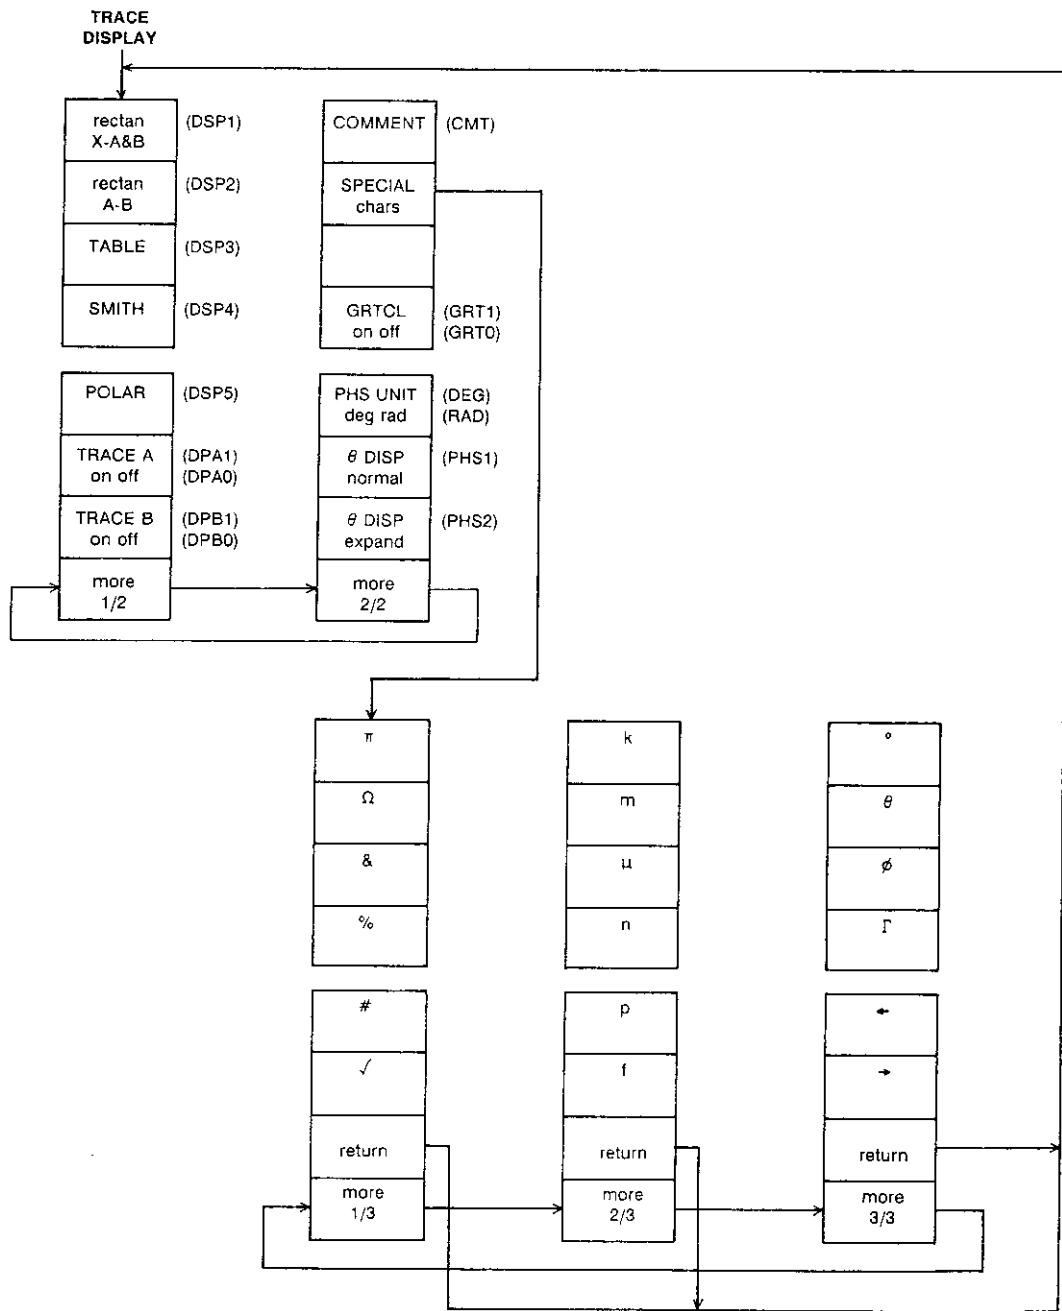 TRACE
DISPLAY
rectan
X-A&B
(DSP1)
rectan
A-B
(DSP2)
TABLE
(DSP3)
SMITH
(DSP4)
POLAR
(DSP5)
TRACE A
on off
(DPA1)
(DPA0)
TRACE B
on off
(DPB1)
(DPB0)
more
1/2
COMMENT
(CMT)
SPECIAL
chars
GRTCL
on off
(GRT1)
(GRT0)
PHS UNIT
deg rad
(DEG)
(RAD)
θ DISP
normal
(PHS1)
θ DISP
expand
(PHS2)
more
2/2
π
Ω
&
%
#
√
return
more
1/3
k
m
μ
n
p
f
return
more
2/3
°
θ
ø
Γ
←
→
return
more
3/3